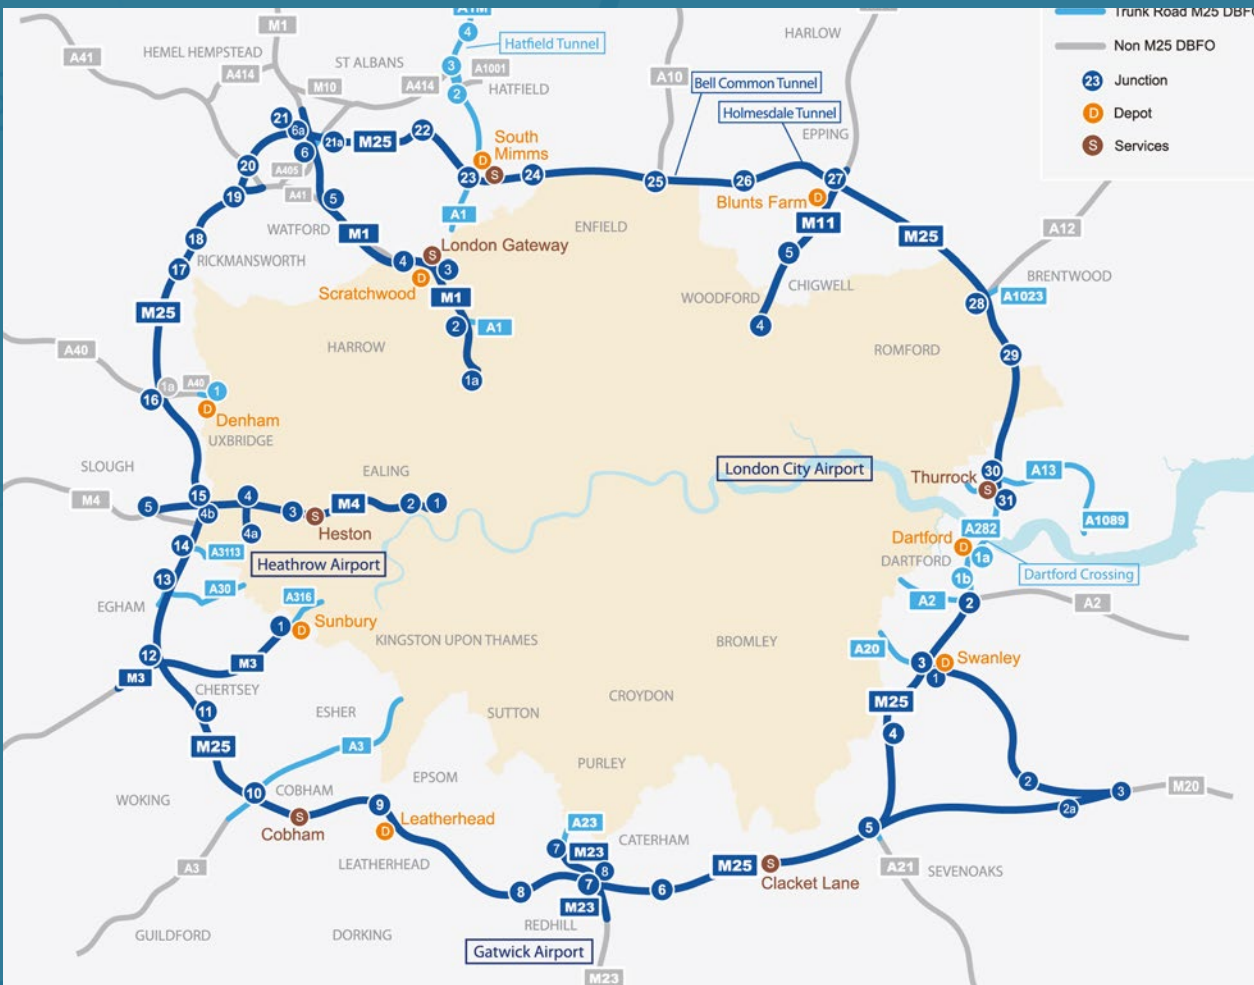 A1M
Trunk Road M25 DBFO
Non M25 DBFO
23 Junction
D Depot
S Services
M1
A41
HEMEL HEMPSTEAD
A414
ST ALBANS
M10
A414
A1001
HATFIELD
4
3
2
Hatfield Tunnel
HARLOW
A10
Bell Common Tunnel
Holmesdale Tunnel
EPPING
21
6a
6
21a
M25
22
South
Mimms
D
S
23
24
25
26
27
20
A405
A41
19
5
WATFORD
M1
A1
Blunts Farm
D
M11
M25
A12
BRENTWOOD
18
RICKMANSWORTH
17
4
S
London Gateway
3
D
Scratchwood
M1
2
A1
1a
ENFIELD
5
CHIGWELL
WOODFORD
4
28
A1023
M25
HARROW
ROMFORD
29
A40
1a
A40
1
16
D
Denham
UXBRIDGE
SLOUGH
EALING
London City Airport
Thurrock
30
A13
S
31
M4
5
15
4b
4
4a
3
S
Heston
M4
2
1
A1089
A282
Dartford
D
1a
1b
DARTFORD
Dartford Crossing
14
A3113
Heathrow Airport
13
A30
EGHAM
A316
1
D
Sunbury
A2
2
A2
KINGSTON UPON THAMES
BROMLEY
A20
3
D
Swanley
1
12
M3
M3
CHERTSEY
11
ESHER
SUTTON
CROYDON
M25
4
M25
A3
PURLEY
EPSOM
10
COBHAM
WOKING
S
Cobham
9
D
Leatherhead
LEATHERHEAD
2
2a
3
M20
A23
7
M23
8
CATERHAM
7
M23
8
6
M25
S
Clacket Lane
5
A21
SEVENOAKS
A3
GUILDFORD
DORKING
REDHILL
Gatwick Airport
M23